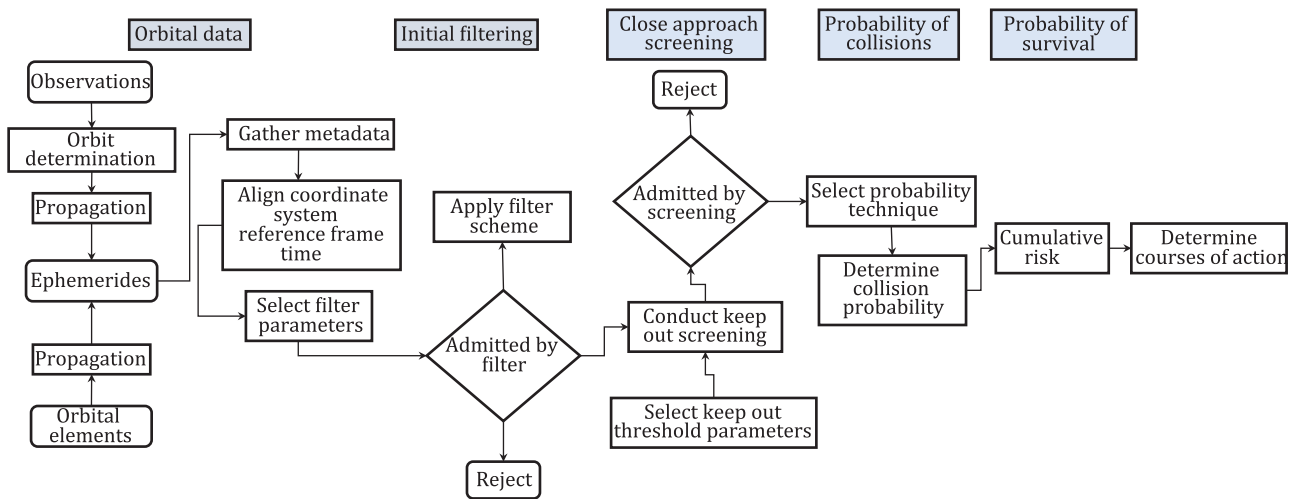 Orbital data
Initial filtering
Close approach
screening
Probability of
collisions
Probability of
survival
Observations
Orbit
determination
Propagation
Ephemerides
Propagation
Orbital
elements
Gather metadata
Align coordinate
system
reference frame
time
Select filter
parameters
Apply filter
scheme
Admitted by
filter
Reject
Reject
Admitted by
screening
Conduct keep
out screening
Select keep out
threshold parameters
Select probability
technique
Determine
collision
probability
Cumulative
risk
Determine
courses of action